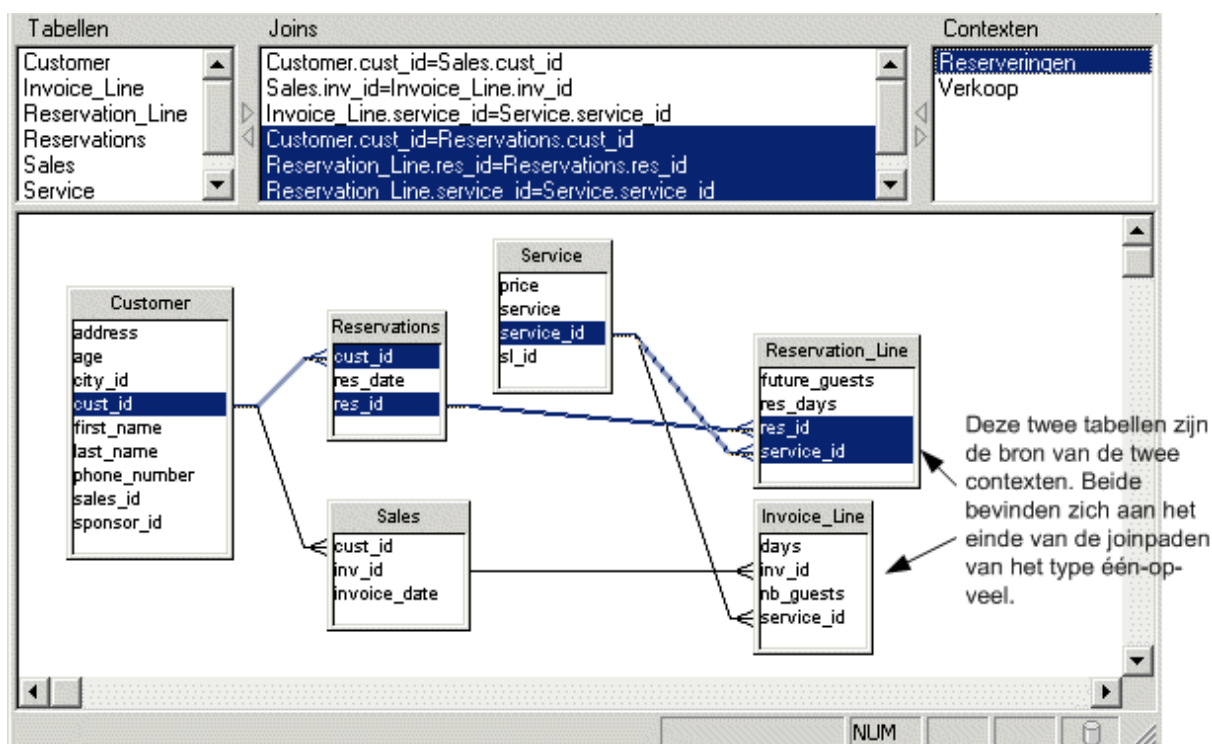 Tabellen
Customer
Invoice_Line
Reservation_Line
Reservations
Sales
Service
Joins
Customer.cust_id=Sales.cust_id
Sales.inv_id=Invoice_Line.inv_id
Invoice_Line.service_id=Service.service_id
Customer.cust_id=Reservations.cust_id
Reservation_Line.res_id=Reservations.res_id
Reservation_Line.service_id=Service.service_id
Contexten
Reserveringen
Verkoop
Customer
address
age
city_id
cust_id
first_name
last_name
phone_number
sales_id
sponsor_id
Reservations
cust_id
res_date
res_id
Service
price
service
service_id
sl_id
Reservation_Line
future_guests
res_days
res_id
service_id
Sales
cust_id
inv_id
invoice_date
Invoice_Line
days
inv_id
nb_guests
service_id
Deze twee tabellen zijn
de bron van de twee
contexten. Beide
bevinden zich aan het
einde van de joinpaden
van het type één-op-
veel.
NUM